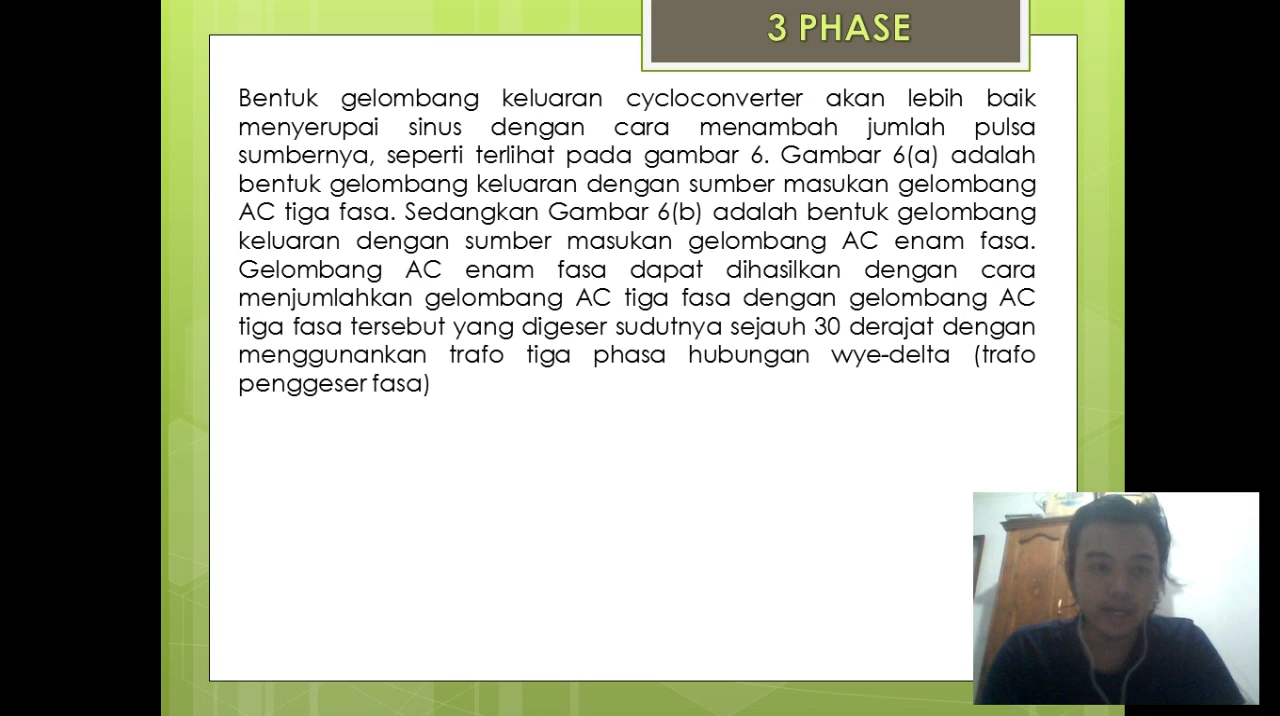 3 PHASE
Bentuk gelombang keluaran cycloconverter akan lebih baik
menyerupai sinus dengan cara menambah jumlah pulsa
sumbernya, seperti terlihat pada gambar 6. Gambar 6(a) adalah
bentuk gelombang keluaran dengan sumber masukan gelombang
AC tiga fasa. Sedangkan Gambar 6(b) adalah bentuk gelombang
keluaran dengan sumber masukan gelombang AC enam fasa.
Gelombang AC enam fasa dapat dihasilkan dengan cara
menjumlahkan gelombang AC tiga fasa dengan gelombang AC
tiga fasa tersebut yang digeser sudutnya sejauh 30 derajat dengan
menggunankan trafo tiga phasa hubungan wye-delta (trafo
penggeser fasa)